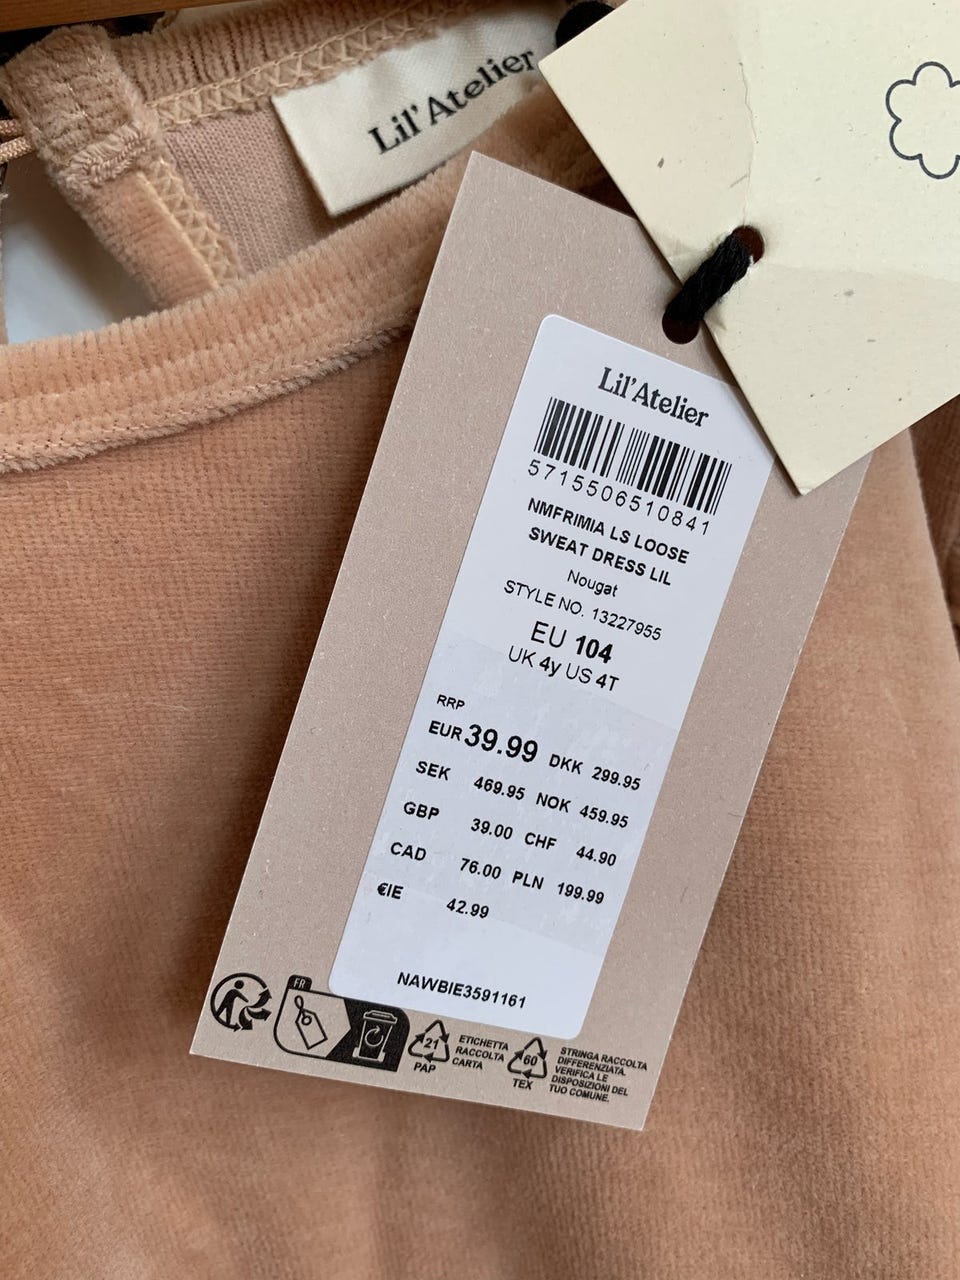 Lil'Atelier
Lil'Atelier
5715506510841
NMFRIMIA LS LOOSE
SWEAT DRESS LIL
Nougat
STYLE NO. 13227955
EU 104
UK 4y US 4T
RRP
EUR 39.99 DKK 299.95
SEK 469.95 NOK 459.95
GBP 39.00 CHF 44.90
CAD 76.00 PLN 199.99
€IE 42.99
NAWBIE3591161
FR
21
PAP
ETICHETTA
RACCOLTA
CARTA
60
TEX
STRINGA RACCOLTA
DIFFERENZIATA.
VERIFICA LE
DISPOSIZIONI DEL
TUO COMUNE.